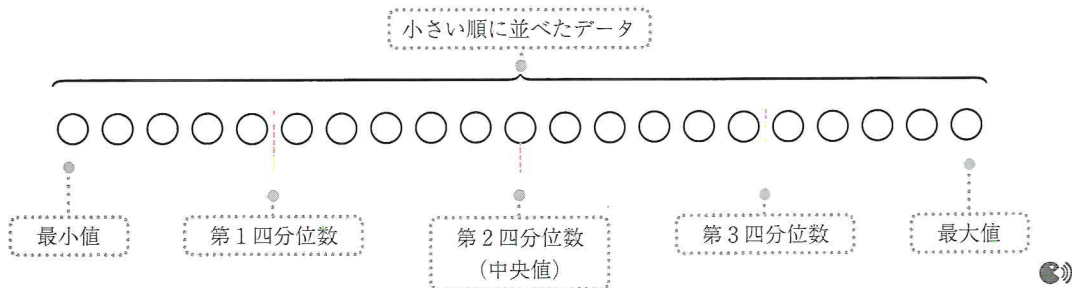 小さい順に並べたデータ
最小値
第1四分位数
第2四分位数
（中央値）
第3四分位数
最大値